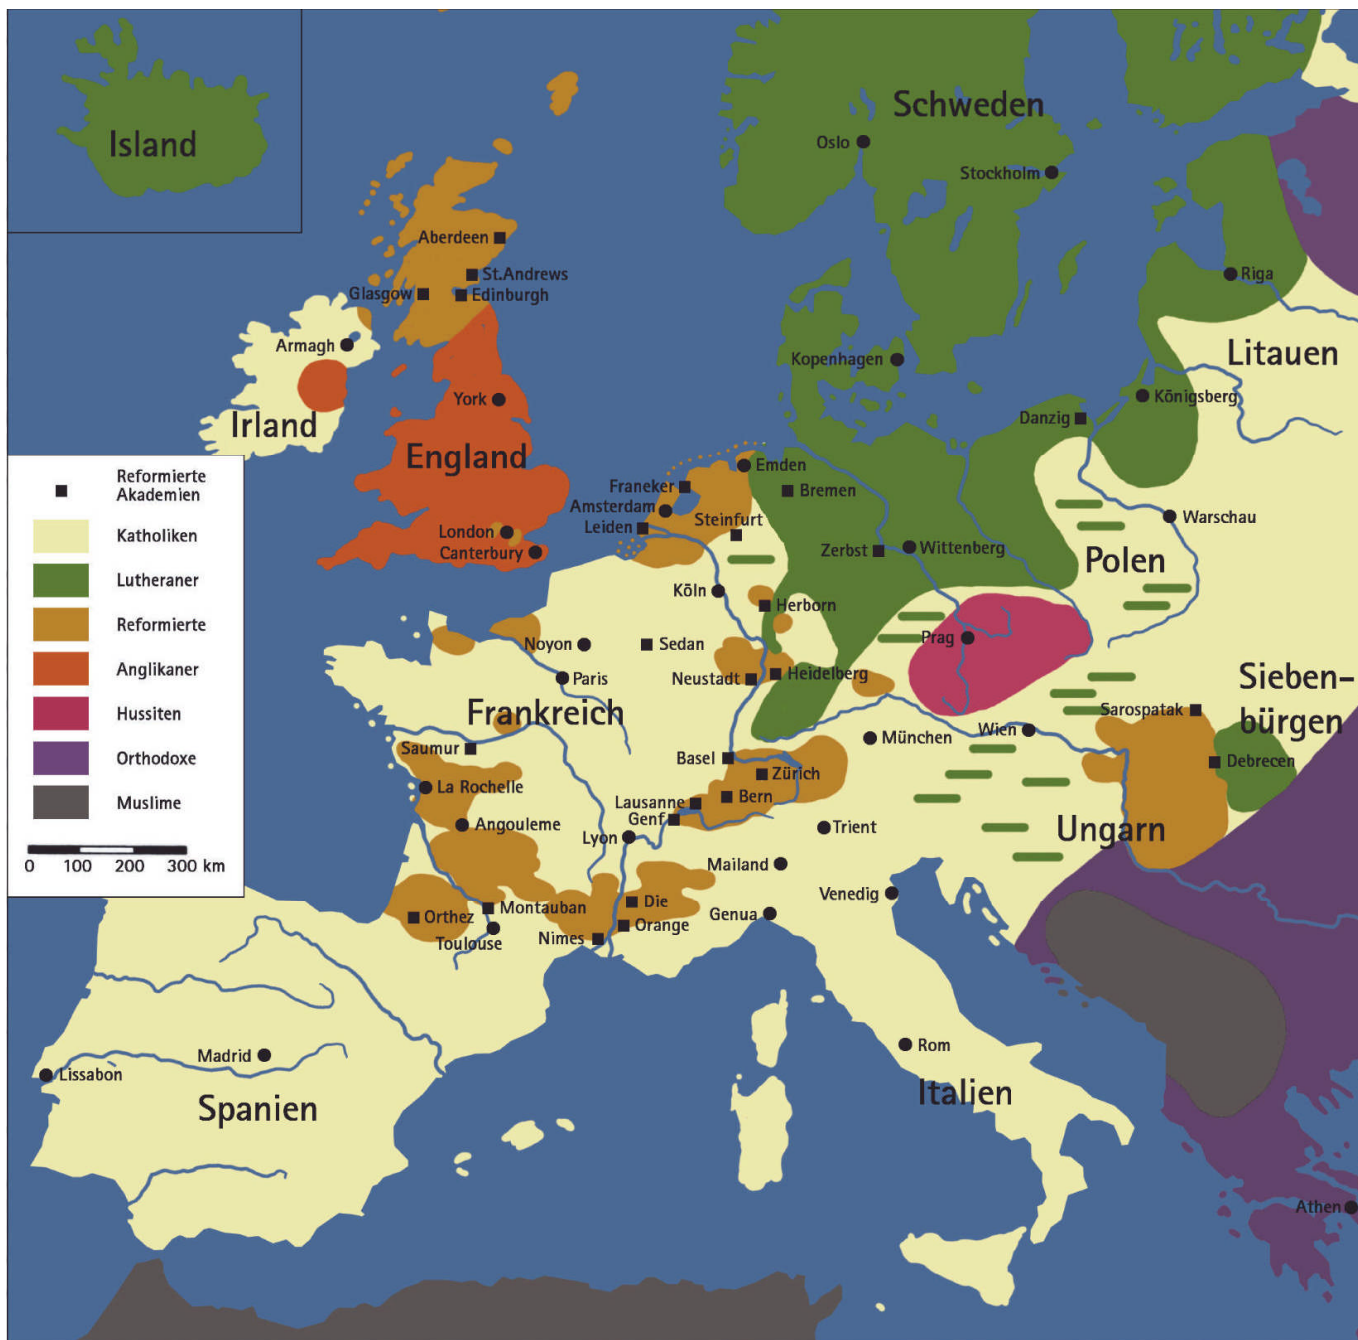 Island
Schweden
Oslo
Stockholm
Aberdeen
St.Andrews
Glasgow
Edinburgh
Riga
Armagh
Kopenhagen
Litauen
York
Königsberg
Irland
Danzig
England
Emden
Franeker
Bremen
Amsterdam
Leiden
Steinfurt
Warschau
London
Canterbury
Zerbst
Wittenberg
Polen
Köln
Herborn
Noyon
Sedan
Prag
Paris
Neustadt
Heidelberg
Frankreich
Sieben-
bürgen
Sarospatak
Saumur
Basel
München
Wien
Zürich
Debrecen
La Rochelle
Bern
Lausanne
Genf
Angouleme
Lyon
Trient
Ungarn
Mailand
Venedig
Orthez
Montauban
Die
Genua
Toulouse
Nimes
Orange
Madrid
Rom
Lissabon
Spanien
Italien
Athen
Reformierte
Akademien
Katholiken
Lutheraner
Reformierte
Anglikaner
Hussiten
Orthodoxe
Muslime
0 100 200 300 km